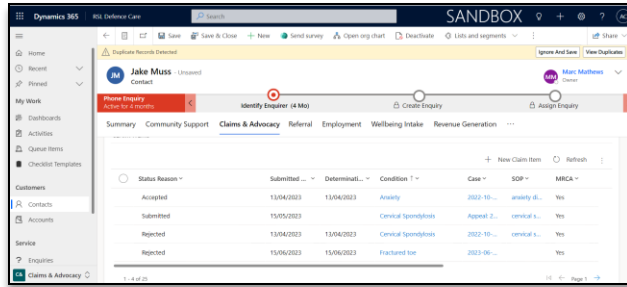 Dynamics 365 RSL Defence Care Search SANDBOX
Save Save & Close New Send survey Open org chart Deactivate Lists and segments Share
Duplicate Records Detected Ignore And Save View Duplicates
Home
Recent
Pinned
My Work
Dashboards
Activities
Queue Items
Checklist Templates
Customers
Contacts
Accounts
Service
Enquiries
CA Claims & Advocacy
JM Jake Muss - Unsaved MM Marc Mathews
Contact Owner
Phone Enquiry
Active for 4 months Identify Enquirer (4 Mo) Create Enquiry Assign Enquiry
Summary Community Support Claims & Advocacy Referral Employment Wellbeing Intake Revenue Generation ...
+ New Claim Item Refresh
Status Reason Submitted ... Determinati... Condition ↑ Case SOP MRCA
Accepted 13/04/2023 13/04/2023 Anxiety 2022-10-... anxiety di... Yes
Submitted 15/05/2023 Cervical Spondylosis Appeal: 2... cervical s... Yes
Rejected 13/04/2023 13/04/2023 Cervical Spondylosis 2022-10-... cervical s... Yes
Rejected 15/06/2023 15/06/2023 Fractured toe 2023-06-... Yes
1 - 4 of 25 Page 1